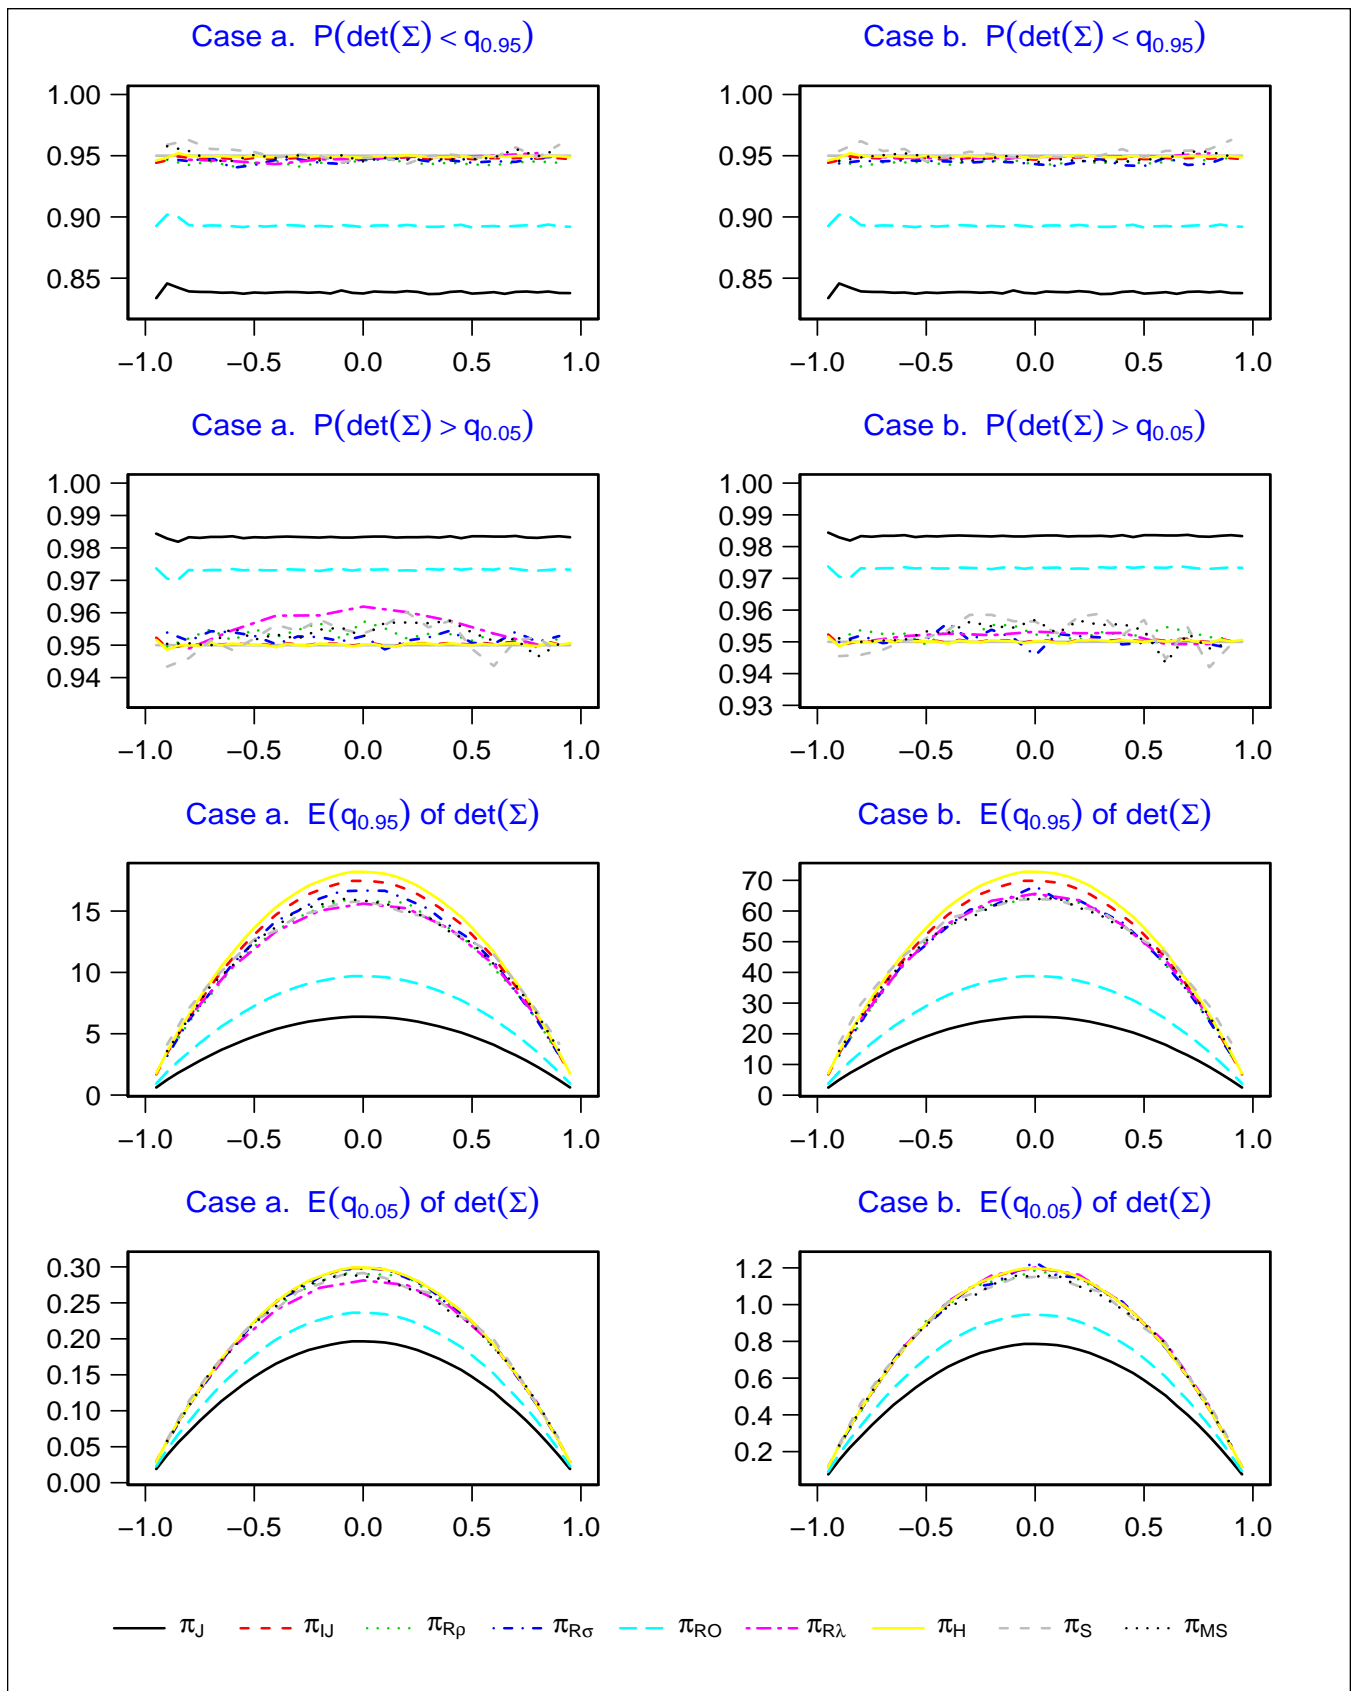 Case a. P(det(Σ) < q0.95)
1.00
0.95
0.90
0.85
−1.0 −0.5 0.0 0.5 1.0
Case b. P(det(Σ) < q0.95)
1.00
0.95
0.90
0.85
−1.0 −0.5 0.0 0.5 1.0
Case a. P(det(Σ) > q0.05)
1.00
0.99
0.98
0.97
0.96
0.95
0.94
−1.0 −0.5 0.0 0.5 1.0
Case b. P(det(Σ) > q0.05)
1.00
0.99
0.98
0.97
0.96
0.95
0.94
0.93
−1.0 −0.5 0.0 0.5 1.0
Case a. E(q0.95) of det(Σ)
15
10
5
0
−1.0 −0.5 0.0 0.5 1.0
Case b. E(q0.95) of det(Σ)
70
60
50
40
30
20
10
0
−1.0 −0.5 0.0 0.5 1.0
Case a. E(q0.05) of det(Σ)
0.30
0.25
0.20
0.15
0.10
0.05
0.00
−1.0 −0.5 0.0 0.5 1.0
Case b. E(q0.05) of det(Σ)
1.2
1.0
0.8
0.6
0.4
0.2
−1.0 −0.5 0.0 0.5 1.0
πJ πIJ πRρ πRσ πRO πRλ πH πS πMS